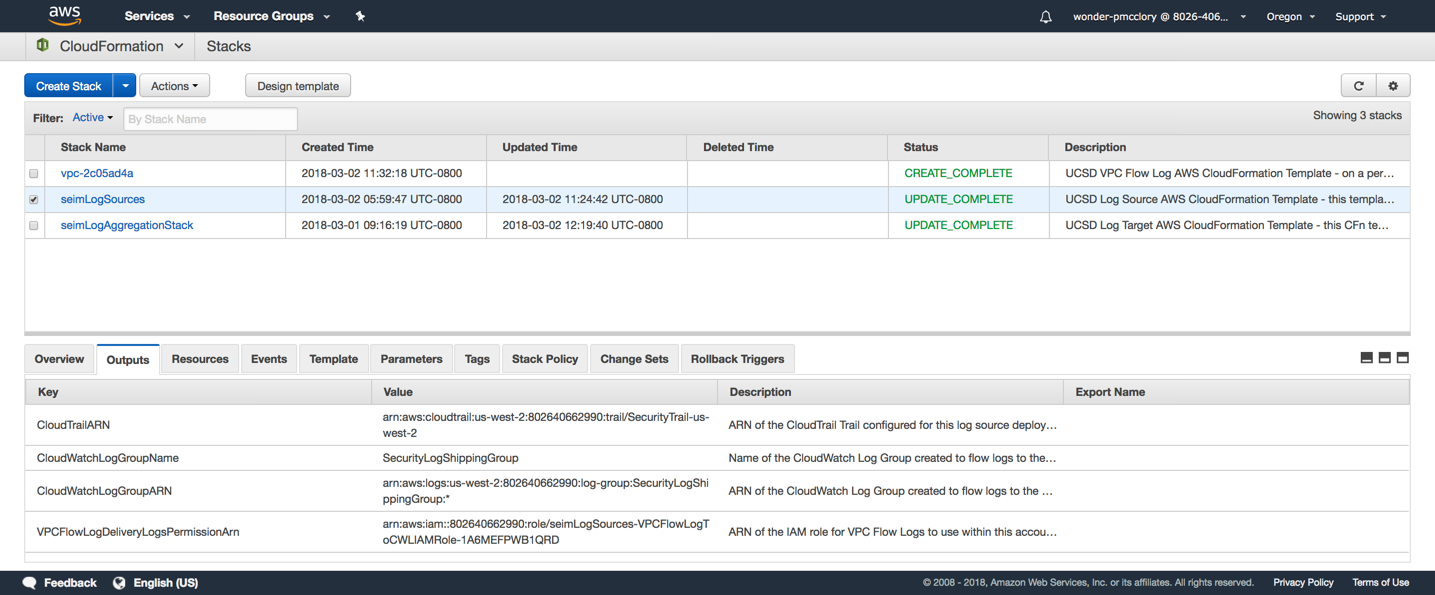 aws Services Resource Groups wonder-pmcclory @ 8026-406... Oregon Support
CloudFormation Stacks
Create Stack Actions Design template
Filter: Active By Stack Name Showing 3 stacks
Stack Name Created Time Updated Time Deleted Time Status Description
vpc-2c05ad4a 2018-03-02 11:32:18 UTC-0800 CREATE_COMPLETE UCSD VPC Flow Log AWS CloudFormation Template - on a per…
seimLogSources 2018-03-02 05:59:47 UTC-0800 2018-03-02 11:24:42 UTC-0800 UPDATE_COMPLETE UCSD Log Source AWS CloudFormation Template - this templa…
seimLogAggregationStack 2018-03-01 09:16:19 UTC-0800 2018-03-02 12:19:40 UTC-0800 UPDATE_COMPLETE UCSD Log Target AWS CloudFormation Template - this CFn te…
Overview Outputs Resources Events Template Parameters Tags Stack Policy Change Sets Rollback Triggers
Key Value Description Export Name
CloudTrailARN arn:aws:cloudtrail:us-west-2:802640662990:trail/SecurityTrail-us- ARN of the CloudTrail Trail configured for this log source deploy…
west-2
CloudWatchLogGroupName SecurityLogShippingGroup Name of the CloudWatch Log Group created to flow logs to the…
CloudWatchLogGroupARN arn:aws:logs:us-west-2:802640662990:log-group:SecurityLogShi ARN of the CloudWatch Log Group created to flow logs to the …
ppingGroup:*
VPCFlowLogDeliveryLogsPermissionArn arn:aws:iam::802640662990:role/seimLogSources-VPCFlowLogT ARN of the IAM role for VPC Flow Logs to use within this accou…
oCWLIAMRole-1A6MEFPWB1QRD
Feedback English (US) © 2008 - 2018, Amazon Web Services, Inc. or its affiliates. All rights reserved. Privacy Policy Terms of Use